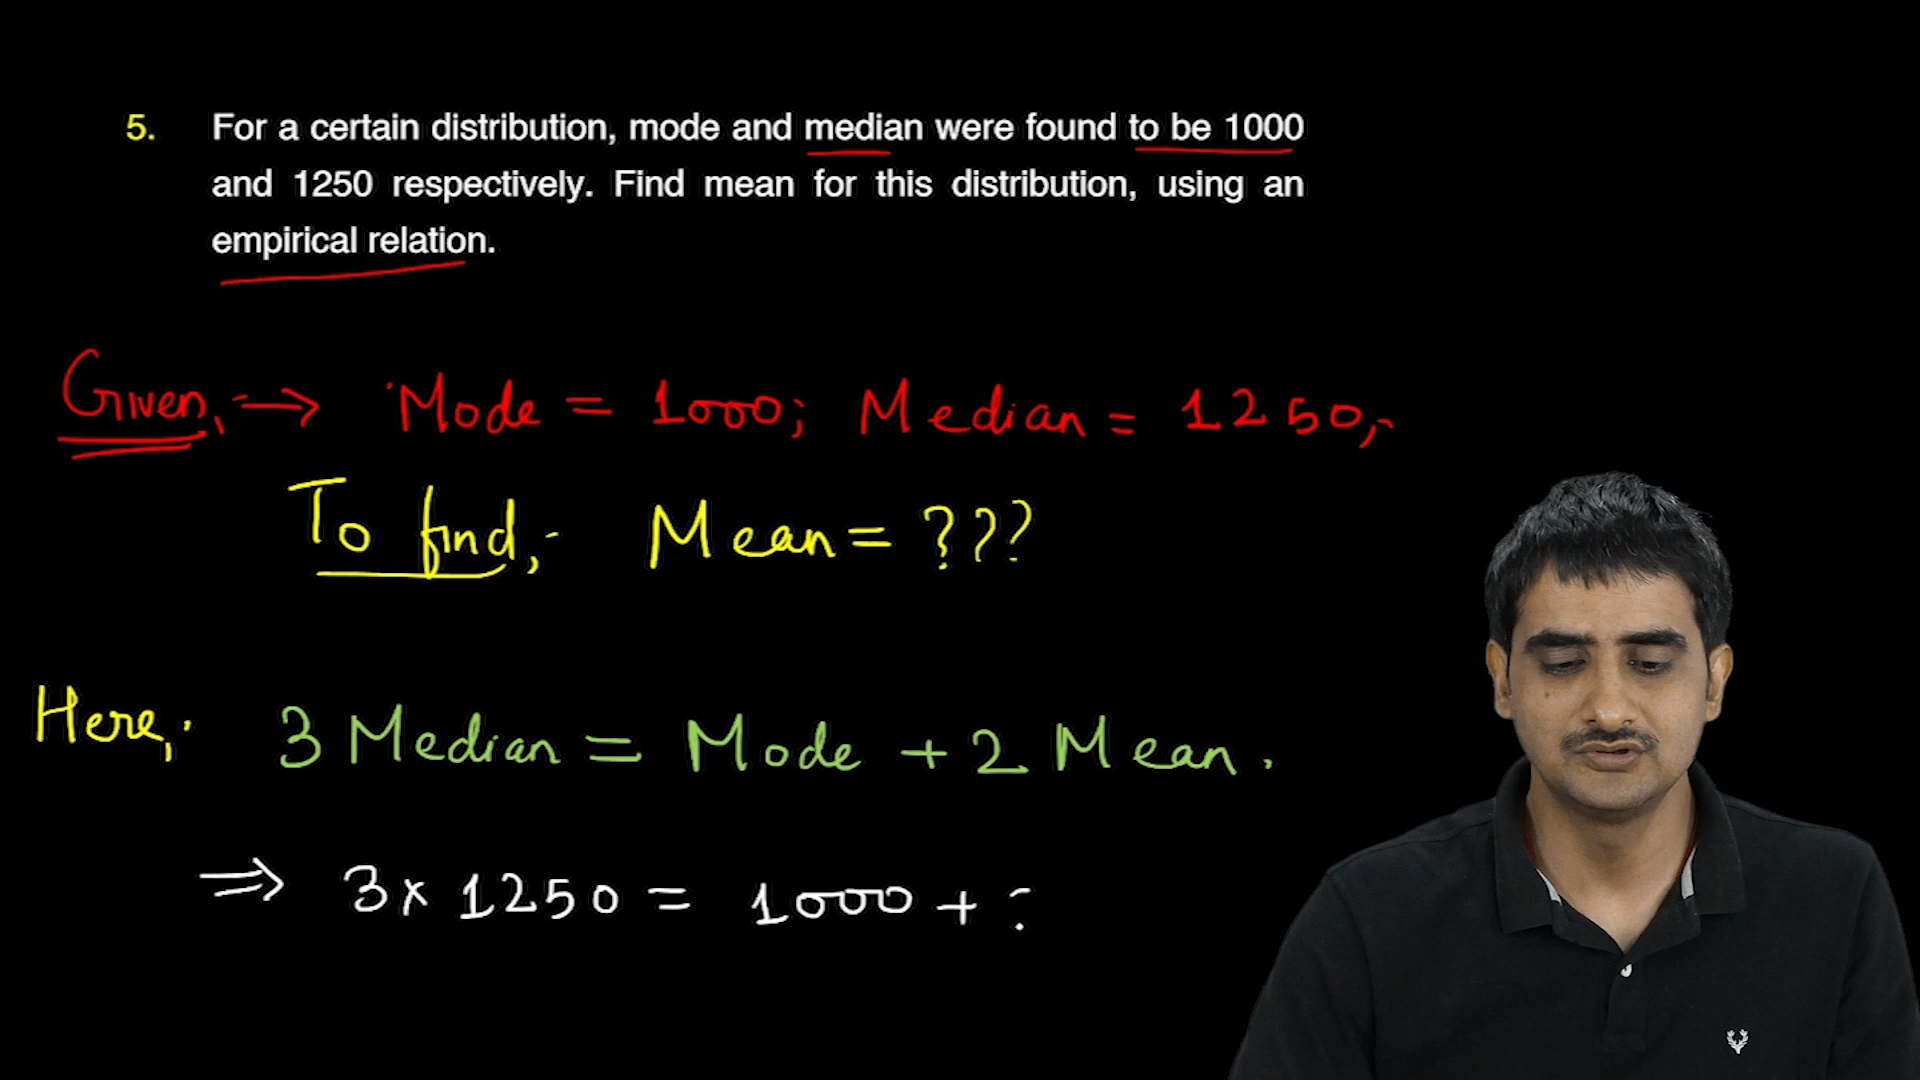 5. For a certain distribution, mode and median were found to be 1000
and 1250 respectively. Find mean for this distribution, using an
empirical relation.
Given,:-> Mode = 1000; Median = 1250,-
To find,:- Mean = ???
Here,: 3 Median = Mode + 2 Mean.
⇒ 3 × 1250 = 1000 +